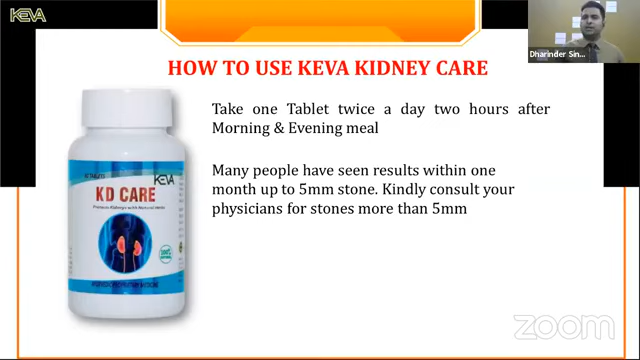 KEVA
Dharinder Sin...
HOW TO USE KEVA KIDNEY CARE
Take one Tablet twice a day two hours after
Morning & Evening meal
Many people have seen results within one
month up to 5mm stone. Kindly consult your
physicians for stones more than 5mm
KEVA
KD CARE
zoom